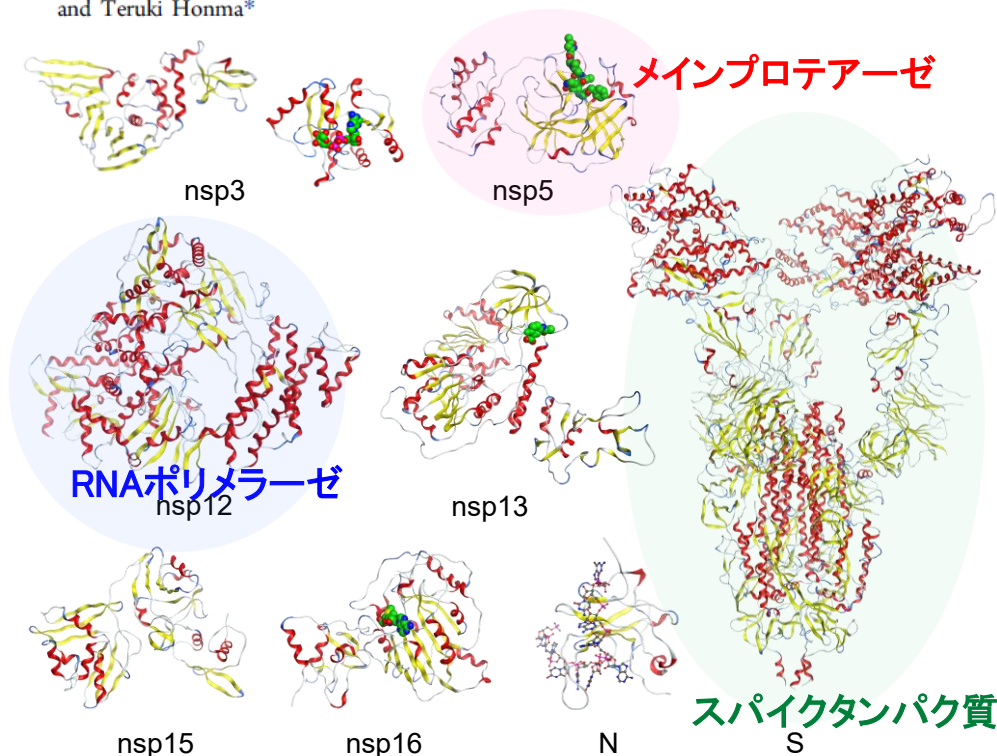 and Teruki Honma*
メインプロテアーゼ
nsp3
nsp5
RNAポリメラーゼ
nsp12
nsp13
スパイクタンパク質
nsp15
nsp16
N
S